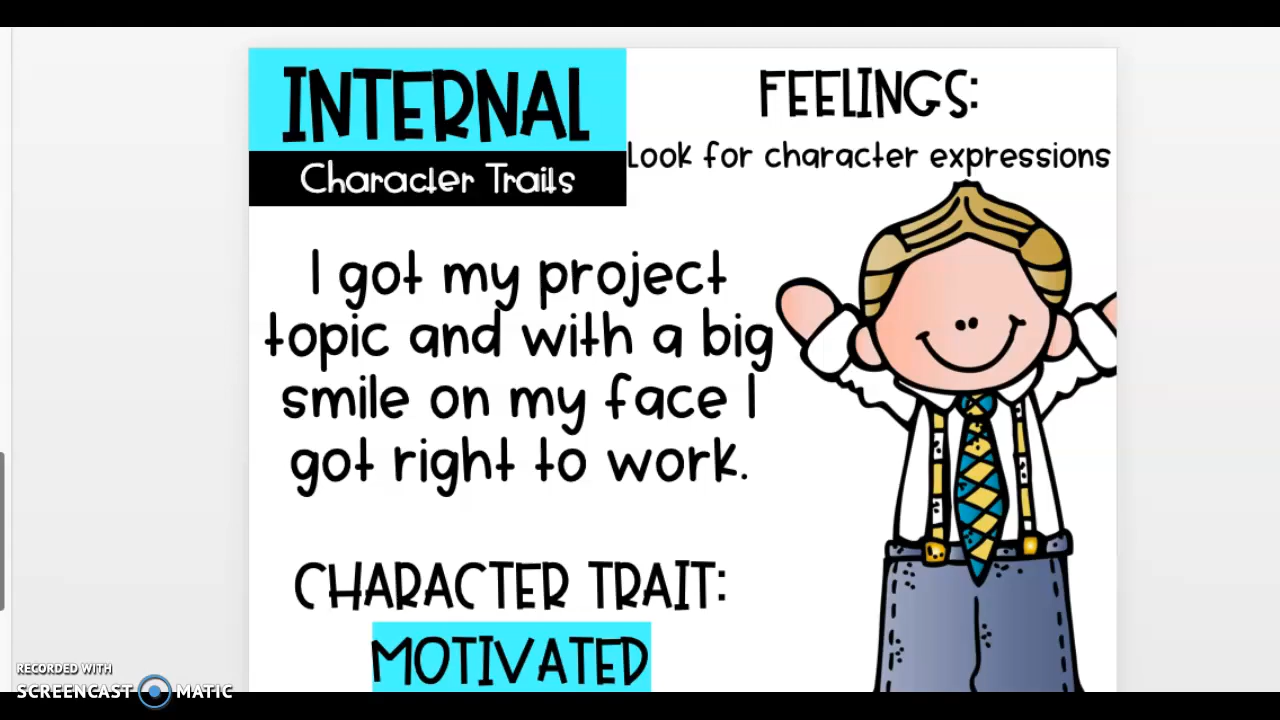 INTERNAL
Character Traits
FEELINGS:
Look for character expressions
I got my project
topic and with a big
smile on my face I
got right to work.
CHARACTER TRAIT:
MOTIVATED
RECORDED WITH
SCREENCAST MATIC